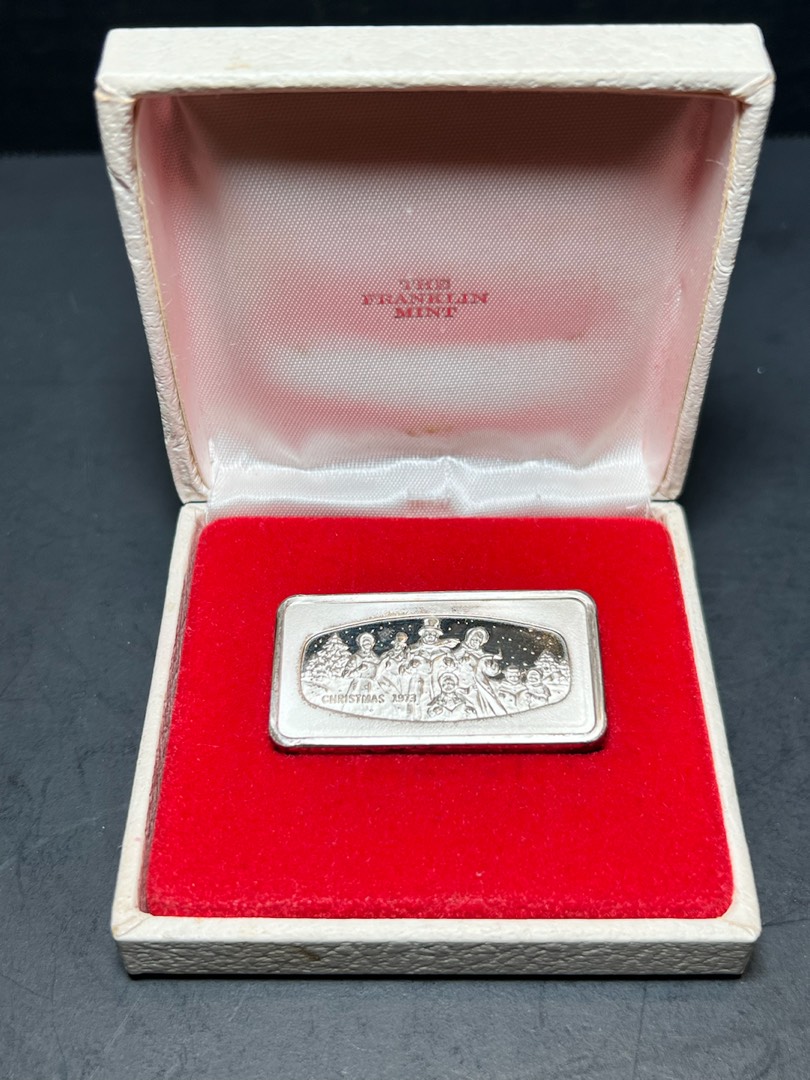 THE
FRANKLIN
MINT
CHRISTMAS 1973